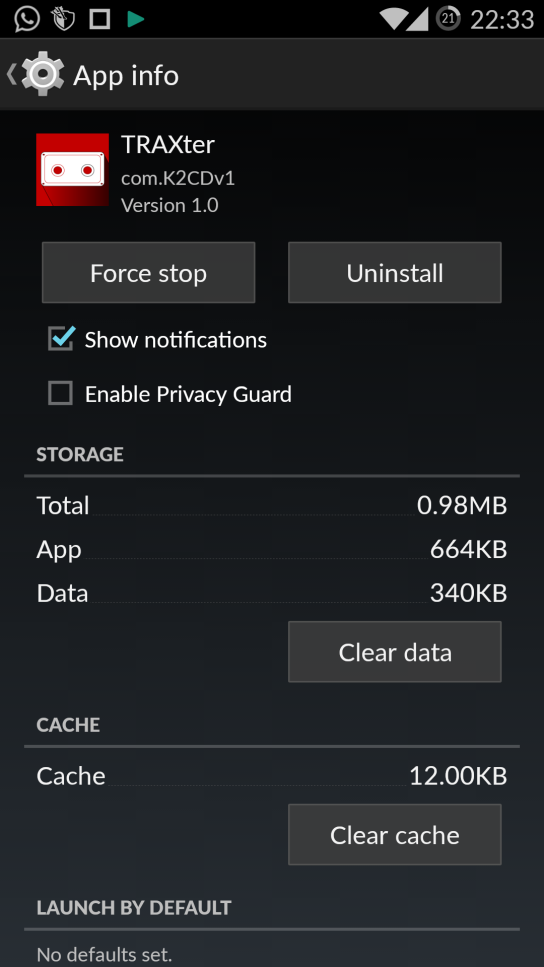 21 22:33
App info
TRAXter
com.K2CDv1
Version 1.0
Force stop Uninstall
Show notifications
Enable Privacy Guard
STORAGE
Total 0.98MB
App 664KB
Data 340KB
Clear data
CACHE
Cache 12.00KB
Clear cache
LAUNCH BY DEFAULT
No defaults set.